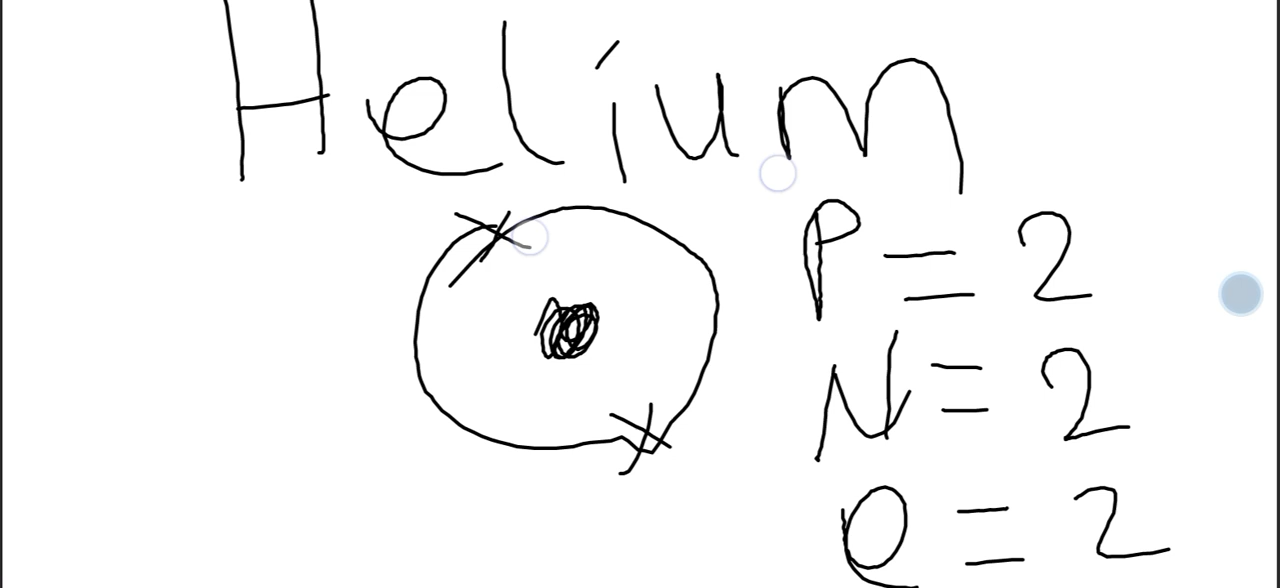 Helium
P = 2
N = 2
e = 2